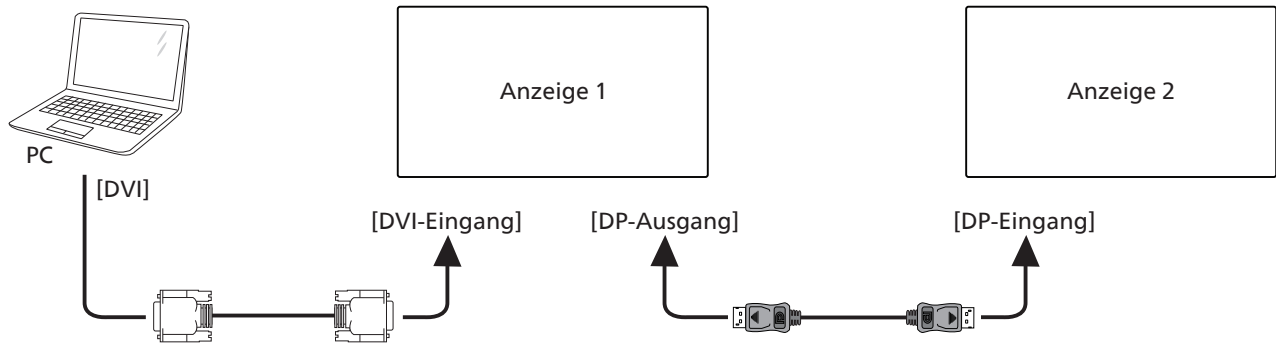 Anzeige 1
Anzeige 2
PC
[DVI]
[DVI-Eingang]
[DP-Ausgang]
[DP-Eingang]